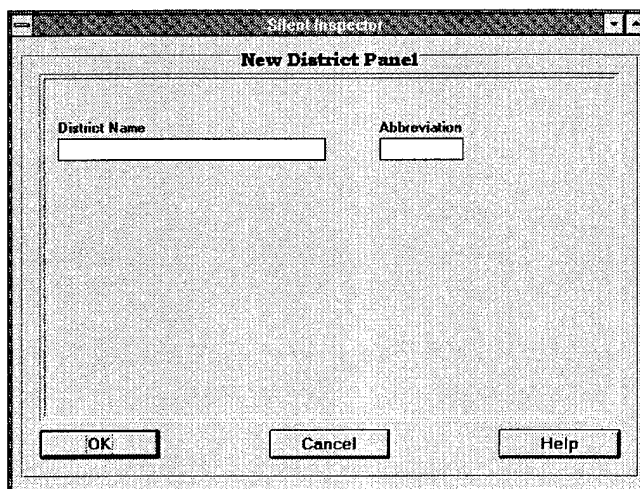 Silent Inspector
New District Panel
District Name Abbreviation
OK Cancel Help